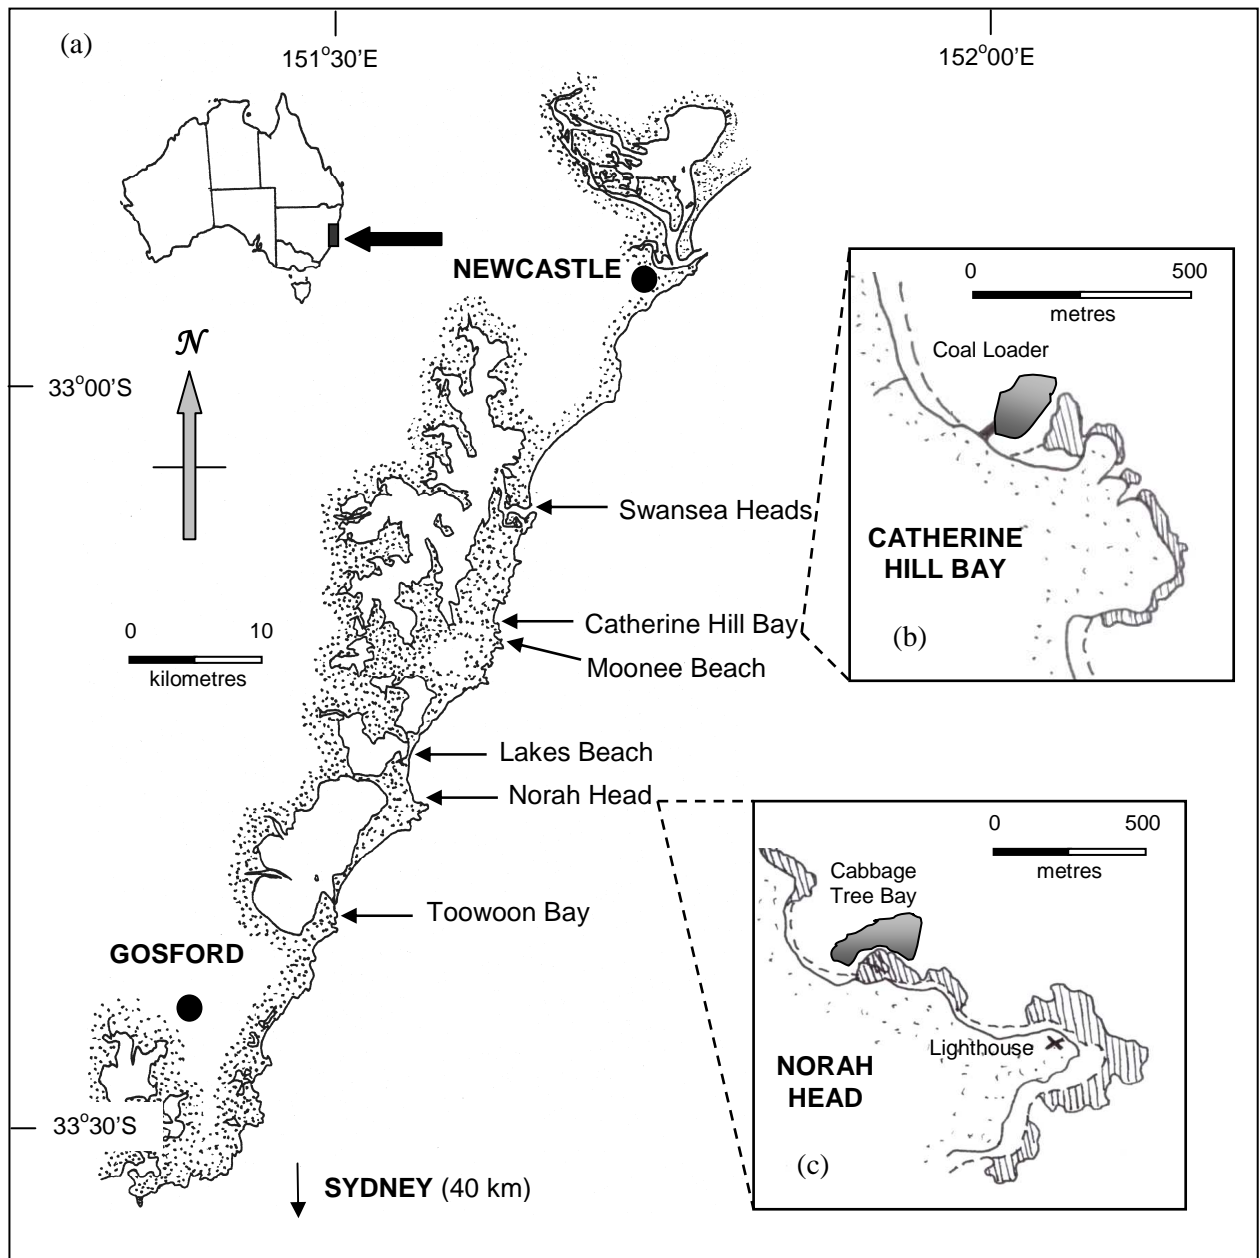 (a)
151°30'E
152°00'E
NEWCASTLE
N
33°00'S
0 10
kilometres
Swansea Heads
Catherine Hill Bay
Moonee Beach
Lakes Beach
Norah Head
Toowoon Bay
GOSFORD
33°30'S
SYDNEY (40 km)
0 500
metres
Coal Loader
CATHERINE
HILL BAY
(b)
0 500
metres
Cabbage
Tree Bay
Lighthouse
NORAH
HEAD
(c)